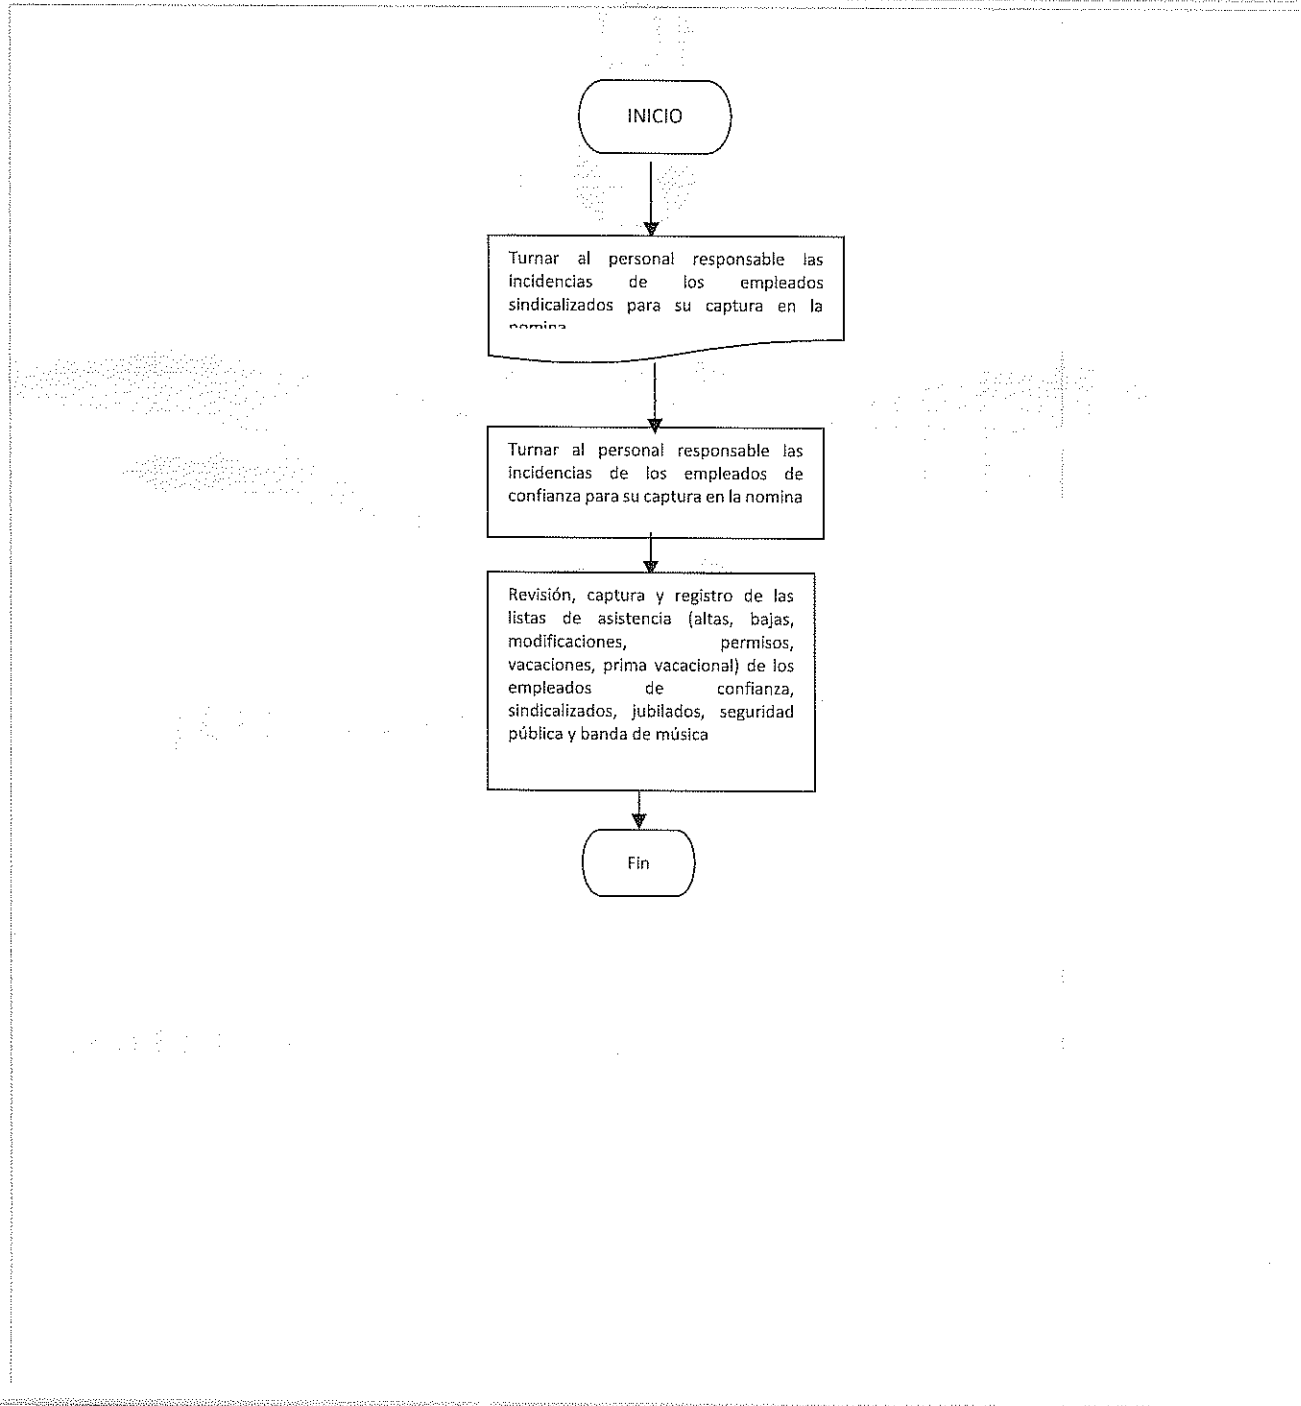 INICIO
Turnar al personal responsable las
incidencias de los empleados
sindicalizados para su captura en la
nomina
Turnar al personal responsable las
incidencias de los empleados de
confianza para su captura en la nomina
Revisión, captura y registro de las
listas de asistencia (altas, bajas,
modificaciones, permisos,
vacaciones, prima vacacional) de los
empleados de confianza,
sindicalizados, jubilados, seguridad
pública y banda de música
Fin